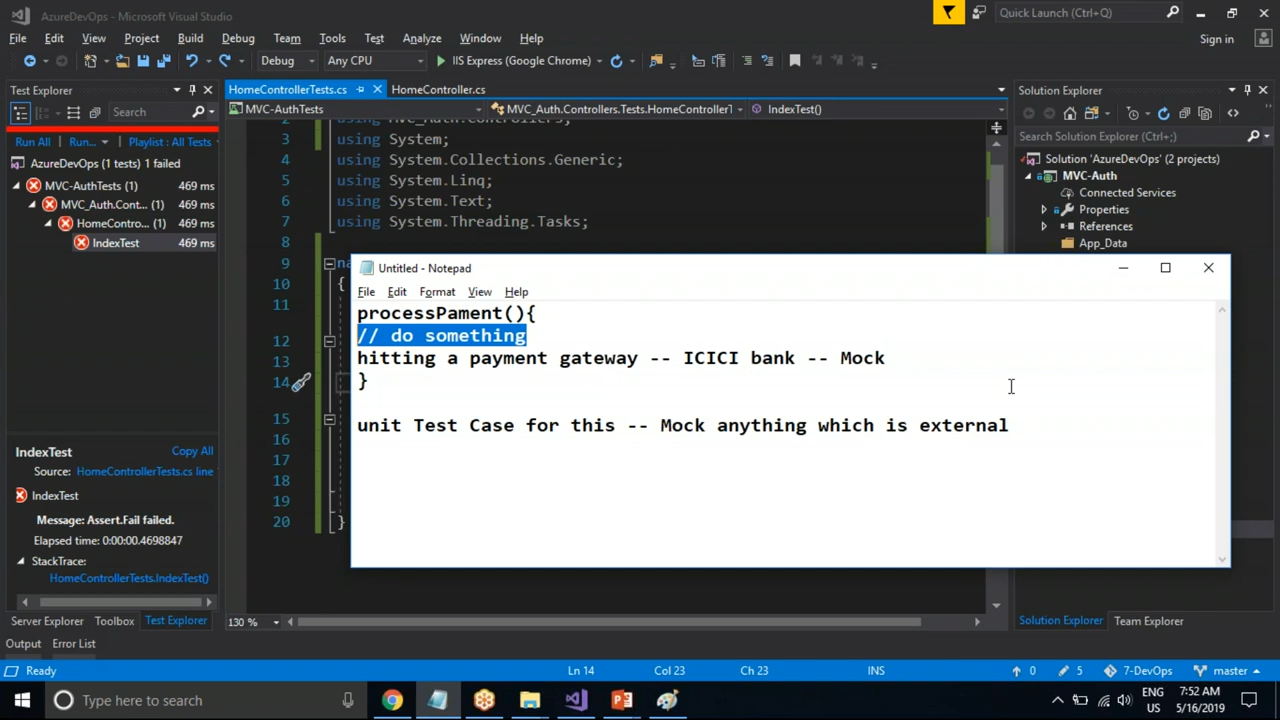 AzureDevOps - Microsoft Visual Studio
Quick Launch (Ctrl+Q)
File Edit View Project Build Debug Team Tools Test Analyze Window Help
Sign in
Debug Any CPU IIS Express (Google Chrome)
Test Explorer
HomeControllerTests.cs HomeController.cs
Solution Explorer
MVC-AuthTests MVC_Auth.Controllers.Tests.HomeControllerT IndexTest()
Search
Search Solution Explorer (Ctrl+;)
Run All Run... Playlist : All Tests
AzureDevOps (1 tests) 1 failed
MVC-AuthTests (1) 469 ms
MVC_Auth.Cont... (1) 469 ms
HomeContro... (1) 469 ms
IndexTest 469 ms
Solution 'AzureDevOps' (2 projects)
MVC-Auth
Connected Services
Properties
References
App_Data
2 using MVC_Auth.Controllers;
3 using System;
4 using System.Collections.Generic;
5 using System.Linq;
6 using System.Text;
7 using System.Threading.Tasks;
8
9 na
10 {
11
12
13
14
15
16
17
18
19
20 }
Untitled - Notepad
File Edit Format View Help
processPament(){
// do something
hitting a payment gateway -- ICICI bank -- Mock
}
unit Test Case for this -- Mock anything which is external
IndexTest Copy All
Source: HomeControllerTests.cs line
IndexTest
Message: Assert.Fail failed.
Elapsed time: 0:00:00.4698847
StackTrace:
HomeControllerTests.IndexTest()
Server Explorer Toolbox Test Explorer
130 %
Solution Explorer Team Explorer
Output Error List
Ready Ln 14 Col 23 Ch 23 INS 0 5 7-DevOps master
Type here to search
ENG
US
7:52 AM
5/16/2019